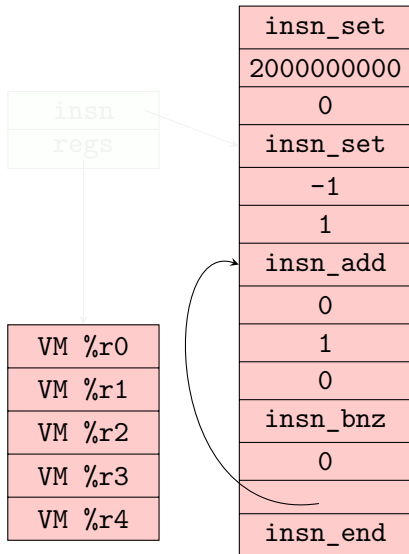 insn
regs
VM %r0
VM %r1
VM %r2
VM %r3
VM %r4
insn_set
2000000000
0
insn_set
-1
1
insn_add
0
1
0
insn_bnz
0
insn_end